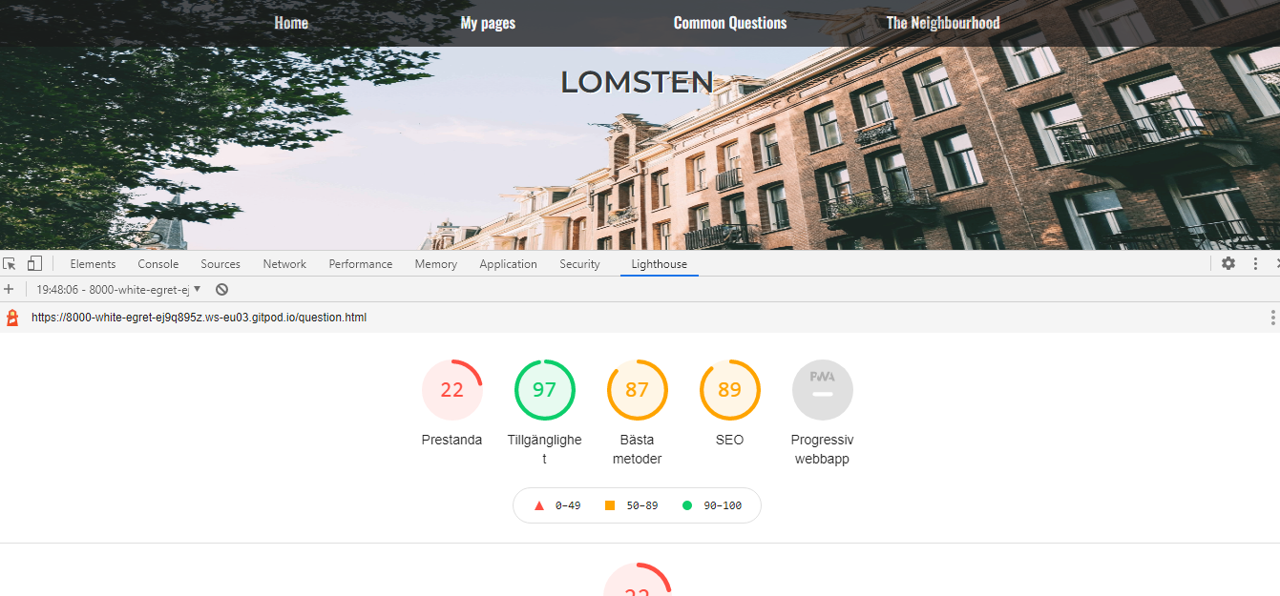 Home My pages Common Questions The Neighbourhood
LOMSTEN
Elements Console Sources Network Performance Memory Application Security Lighthouse
19:48:06 - 8000-white-egret-ej
https://8000-white-egret-ej9q895z.ws-eu03.gitpod.io/question.html
22 97 87 89 PWA
Prestanda Tillgänglighe Bästa SEO Progressiv
t metoder webbapp
0–49 50–89 90–100
22